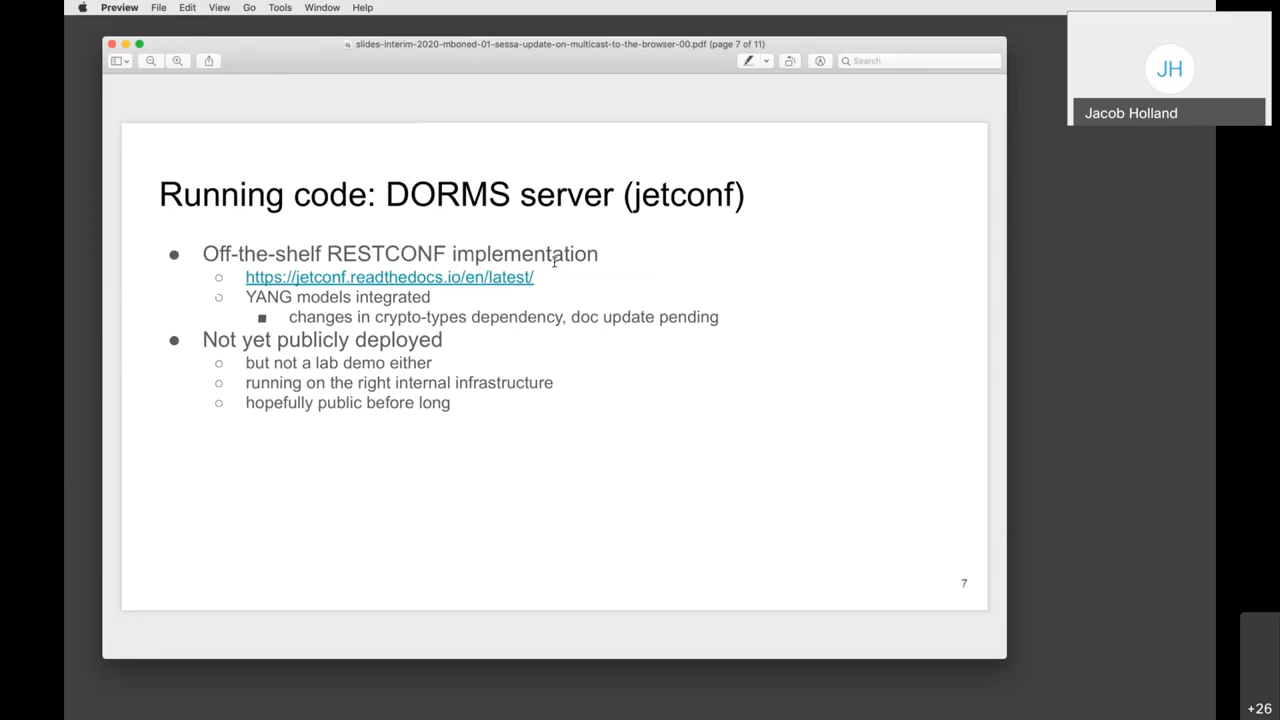 Preview File Edit View Go Tools Window Help
slides-interim-2020-mboned-01-sessa-update-on-multicast-to-the-browser-00.pdf (page 7 of 11)
Search
JH
Jacob Holland
Running code: DORMS server (jetconf)
● Off-the-shelf RESTCONF implementation
○ https://jetconf.readthedocs.io/en/latest/
○ YANG models integrated
■ changes in crypto-types dependency, doc update pending
● Not yet publicly deployed
○ but not a lab demo either
○ running on the right internal infrastructure
○ hopefully public before long
7
+26